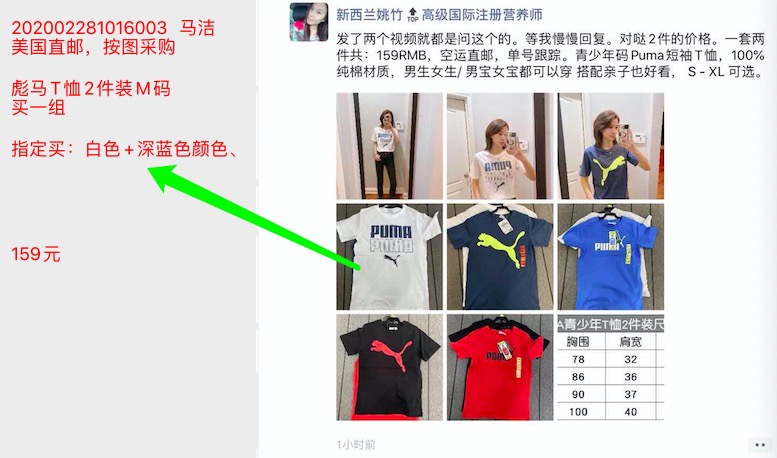 202002281016003 马洁
美国直邮，按图采购
彪马T恤2件装M码
买一组
指定买：白色+深蓝色颜色、
159元
新西兰姚竹 TOP 高级国际注册营养师
发了两个视频就都是问这个的。等我慢慢回复。对哒2件的价格。一套两
件共：159RMB，空运直邮，单号跟踪。青少年码Puma短袖T恤，100%
纯棉材质，男生女生/男宝女宝都可以穿 搭配亲子也好看， S - XL 可选。
PUMA
PUMA
PUMA
PUMA
A青少年T恤2件装尺
胸围 肩宽
78 32
86 36
90 37
100 40
1小时前